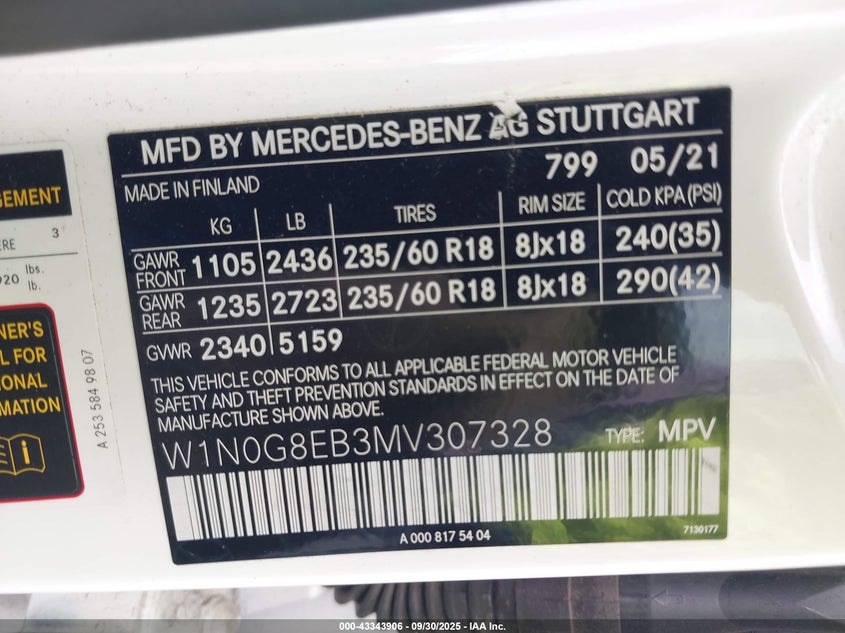 MFD BY MERCEDES-BENZ AG STUTTGART
799 05/21
MADE IN FINLAND
KG LB TIRES RIM SIZE COLD KPA (PSI)
GAWR FRONT 1105 2436 235/60 R18 8Jx18 240(35)
GAWR REAR 1235 2723 235/60 R18 8Jx18 290(42)
GVWR 2340 5159
THIS VEHICLE CONFORMS TO ALL APPLICABLE FEDERAL MOTOR VEHICLE
SAFETY AND THEFT PREVENTION STANDARDS IN EFFECT ON THE DATE OF
MANUFACTURE SHOWN ABOVE.
W1N0G8EB3MV307328 TYPE: MPV
A 000 817 54 04
7130177
GEMENT
ERE 3
920 lbs.
lb.
NER'S
L FOR
IONAL
MATION
A 253 584 98 07
000-43343906 - 09/30/2025 - IAA Inc.